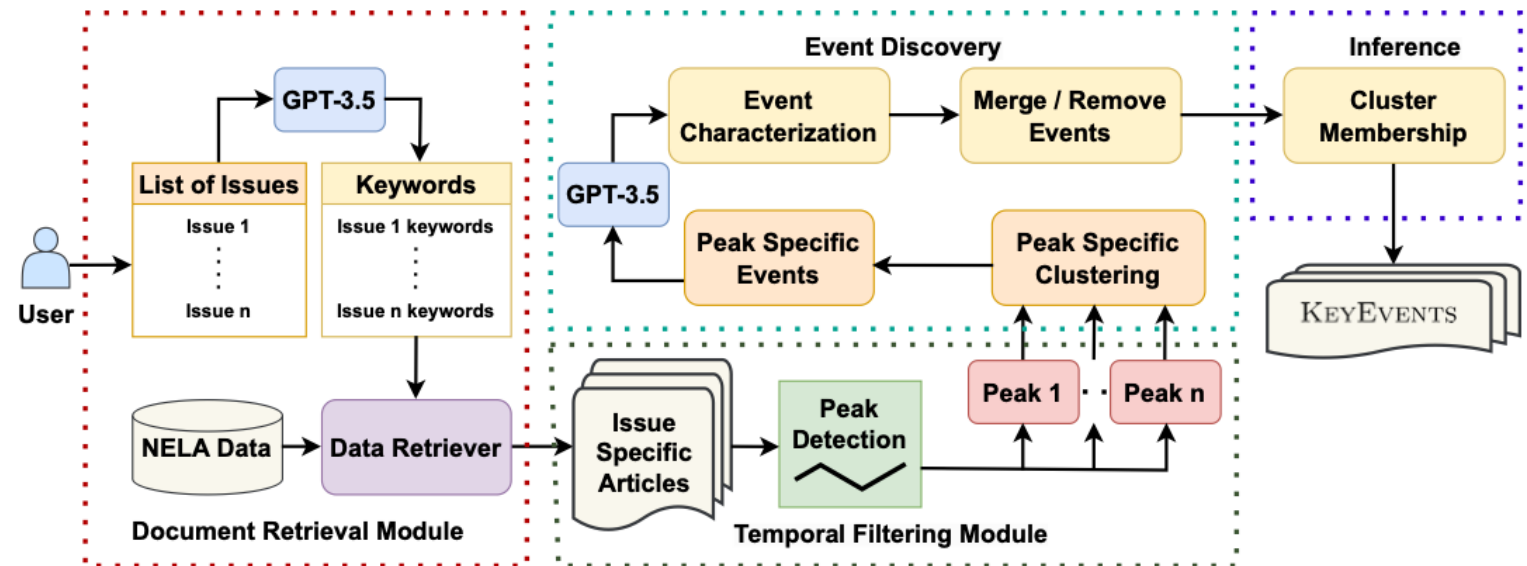 User
GPT-3.5
List of Issues
Issue 1
Issue n
Keywords
Issue 1 keywords
Issue n keywords
NELA Data
Data Retriever
Document Retrieval Module
Issue
Specific
Articles
Peak
Detection
Peak 1
Peak n
Temporal Filtering Module
Event Discovery
Peak Specific
Clustering
Peak Specific
Events
GPT-3.5
Event
Characterization
Merge / Remove
Events
Inference
Cluster
Membership
KEYEVENTS